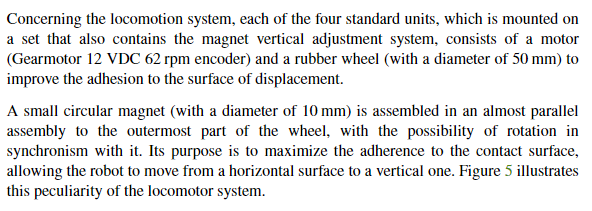 Concerning the locomotion system, each of the four standard units, which is mounted on
a set that also contains the magnet vertical adjustment system, consists of a motor
(Gearmotor 12 VDC 62 rpm encoder) and a rubber wheel (with a diameter of 50 mm) to
improve the adhesion to the surface of displacement.
A small circular magnet (with a diameter of 10 mm) is assembled in an almost parallel
assembly to the outermost part of the wheel, with the possibility of rotation in
synchronism with it. Its purpose is to maximize the adherence to the contact surface,
allowing the robot to move from a horizontal surface to a vertical one. Figure 5 illustrates
this peculiarity of the locomotor system.